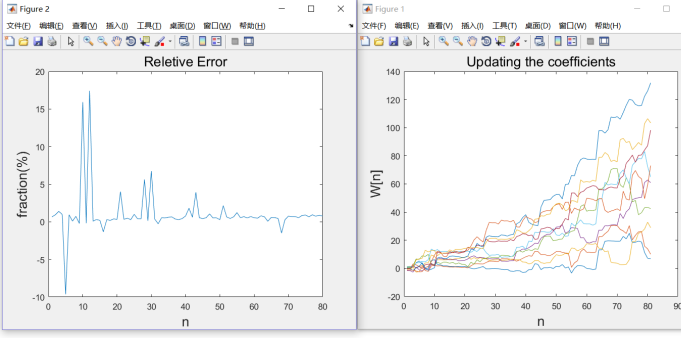 Figure 2
文件(F) 编辑(E) 查看(V) 插入(I) 工具(T) 桌面(D) 窗口(W) 帮助(H)
Reletive Error
fraction(%)
20
15
10
5
0
-5
-10
0 10 20 30 40 50 60 70 80
n
Figure 1
文件(F) 编辑(E) 查看(V) 插入(I) 工具(T) 桌面(D) 窗口(W) 帮助(H)
Updating the coefficients
W[n]
140
120
100
80
60
40
20
0
-20
0 10 20 30 40 50 60 70 80 90
n